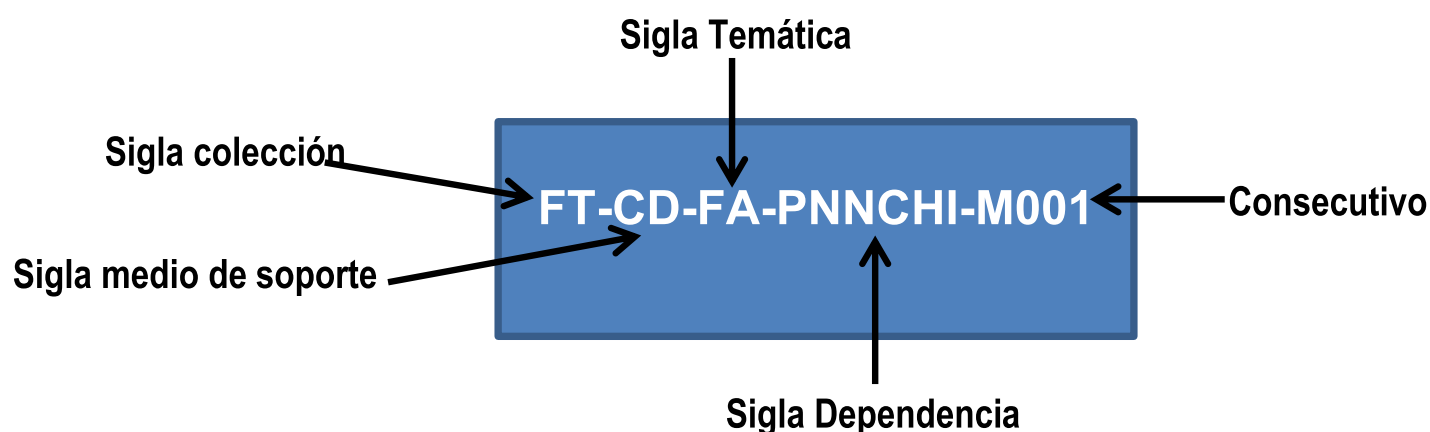 Sigla Temática
Sigla colección
FT-CD-FA-PNNCHI-M001
Consecutivo
Sigla medio de soporte
Sigla Dependencia